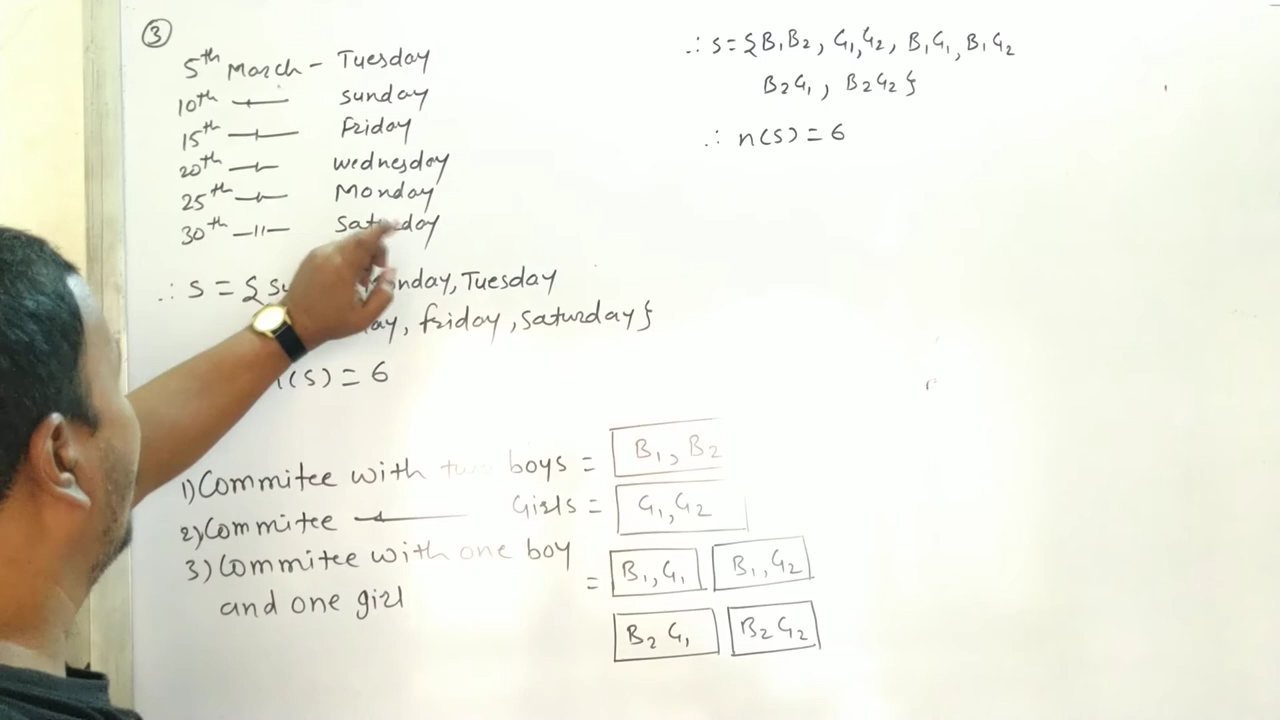 3
5th March - Tuesday
10th —〃— Sunday
15th —〃— Friday
20th —〃— Wednesday
25th —〃— Monday
30th —〃— Saturday
∴ S = { Monday, Tuesday
friday, Saturday}
n(S) = 6
1) Commitee with two boys = B₁, B₂
2) Commitee Girls = G₁, G₂
3) Commitee with one boy
and one girl
= B₁, G₁ B₁, G₂
B₂ G₁ B₂ G₂
∴ S = {B₁B₂, G₁G₂, B₁G₁, B₁G₂
B₂G₁, B₂G₂}
∴ n(S) = 6